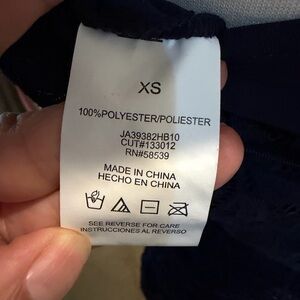 XS
100%POLYESTER/POLIESTER
JA39382HB10
CUT#133012
RN#58539
MADE IN CHINA
HECHO EN CHINA
SEE REVERSE FOR CARE
INSTRUCCIONES AL REVERSO